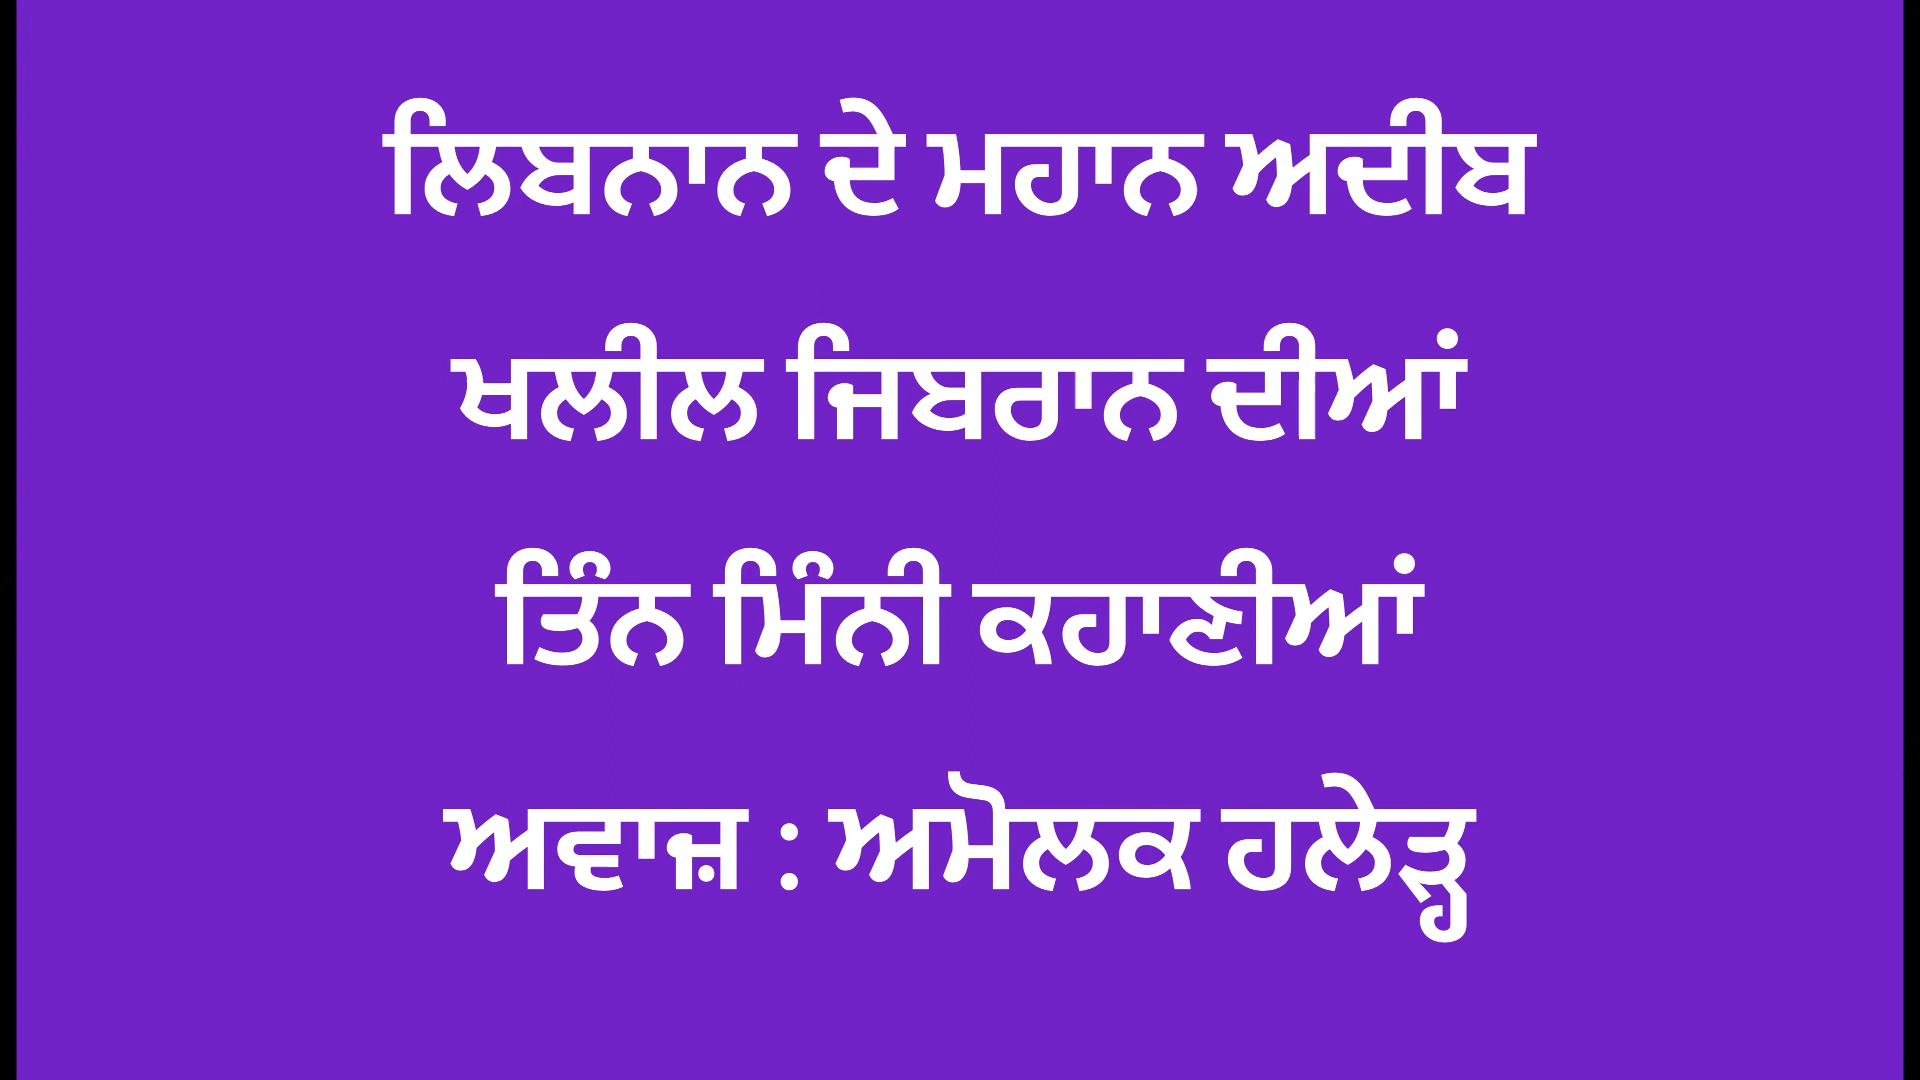 ਲਿਬਨਾਨ ਦੇ ਮਹਾਨ ਅਦੀਬ
ਖਲੀਲ ਜਿਬਰਾਨ ਦੀਆਂ
ਤਿੰਨ ਮਿੰਨੀ ਕਹਾਣੀਆਂ
ਅਵਾਜ਼ : ਅਮੋਲਕ ਹਲੇੜ੍ਹ